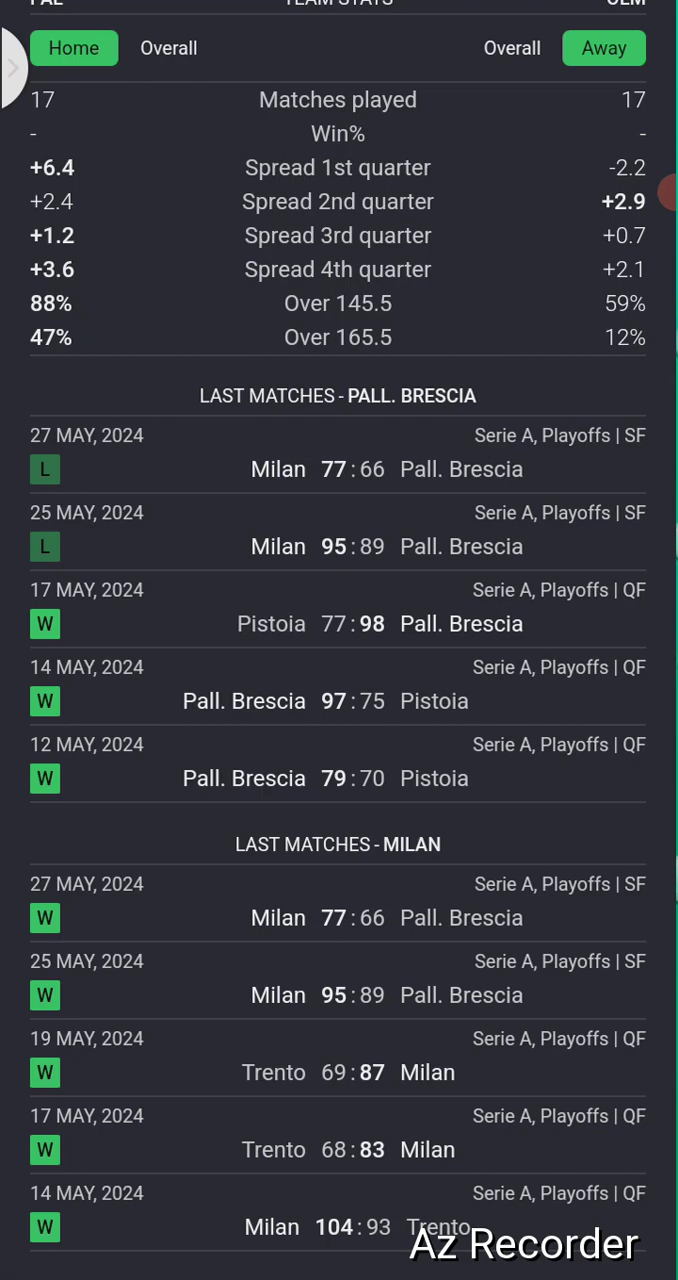 TEAM STATS
Home Overall Overall Away
17 Matches played 17
- Win% -
+6.4 Spread 1st quarter -2.2
+2.4 Spread 2nd quarter +2.9
+1.2 Spread 3rd quarter +0.7
+3.6 Spread 4th quarter +2.1
88% Over 145.5 59%
47% Over 165.5 12%
LAST MATCHES - PALL. BRESCIA
27 MAY, 2024 Serie A, Playoffs | SF
L Milan 77 : 66 Pall. Brescia
25 MAY, 2024 Serie A, Playoffs | SF
L Milan 95 : 89 Pall. Brescia
17 MAY, 2024 Serie A, Playoffs | QF
W Pistoia 77 : 98 Pall. Brescia
14 MAY, 2024 Serie A, Playoffs | QF
W Pall. Brescia 97 : 75 Pistoia
12 MAY, 2024 Serie A, Playoffs | QF
W Pall. Brescia 79 : 70 Pistoia
LAST MATCHES - MILAN
27 MAY, 2024 Serie A, Playoffs | SF
W Milan 77 : 66 Pall. Brescia
25 MAY, 2024 Serie A, Playoffs | SF
W Milan 95 : 89 Pall. Brescia
19 MAY, 2024 Serie A, Playoffs | QF
W Trento 69 : 87 Milan
17 MAY, 2024 Serie A, Playoffs | QF
W Trento 68 : 83 Milan
14 MAY, 2024 Serie A, Playoffs | QF
W Milan 104 : 93 Trento
Az Recorder